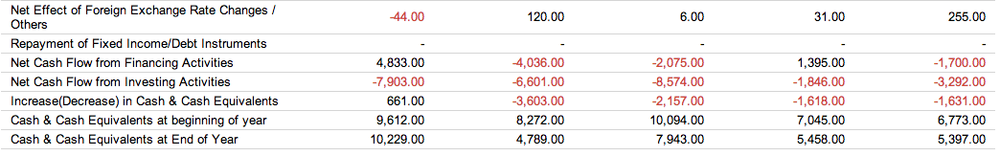 Net Effect of Foreign Exchange Rate Changes /
Others -44.00 120.00 6.00 31.00 255.00
Repayment of Fixed Income/Debt Instruments - - - - -
Net Cash Flow from Financing Activities 4,833.00 -4,036.00 -2,075.00 1,395.00 -1,700.00
Net Cash Flow from Investing Activities -7,903.00 -6,601.00 -8,574.00 -1,846.00 -3,292.00
Increase(Decrease) in Cash & Cash Equivalents 661.00 -3,603.00 -2,157.00 -1,618.00 -1,631.00
Cash & Cash Equivalents at beginning of year 9,612.00 8,272.00 10,094.00 7,045.00 6,773.00
Cash & Cash Equivalents at End of Year 10,229.00 4,789.00 7,943.00 5,458.00 5,397.00